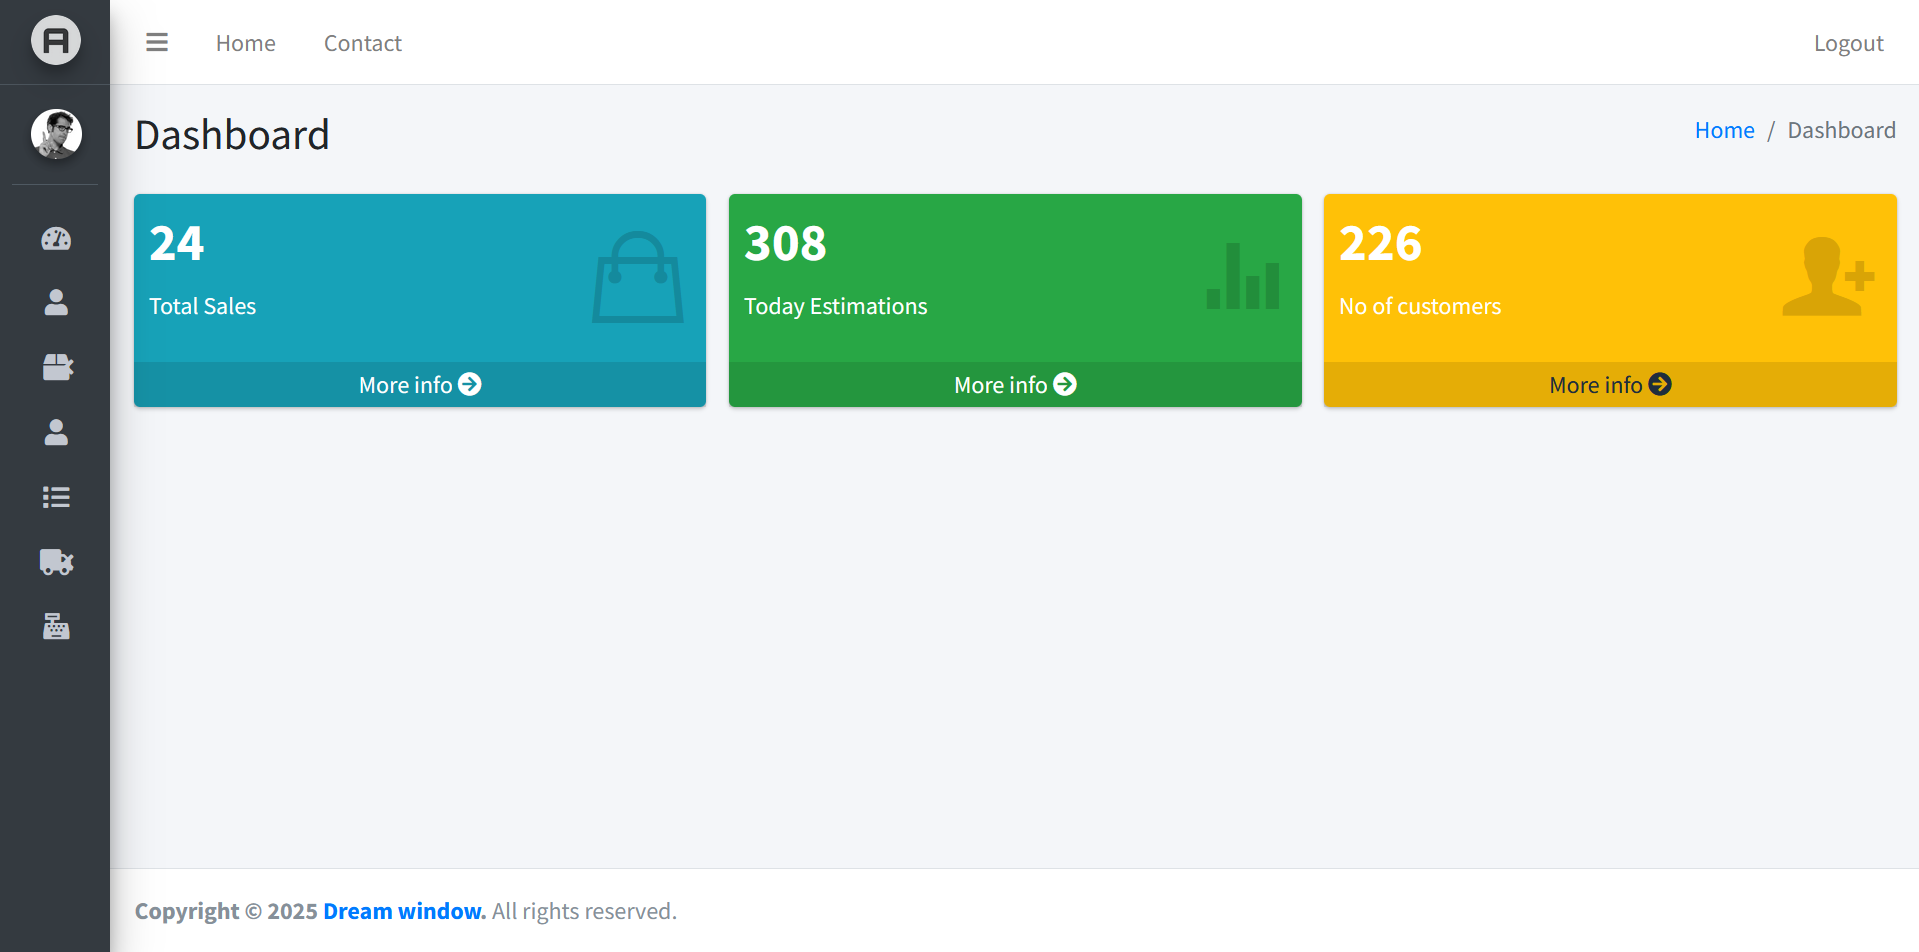 Home
Contact
Logout
Dashboard
Home / Dashboard
24
Total Sales
More info
308
Today Estimations
More info
226
No of customers
More info
Copyright © 2025 Dream window. All rights reserved.